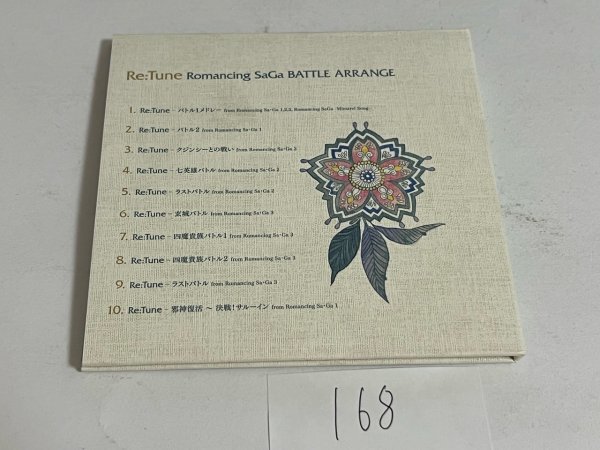 Re:Tune Romancing SaGa BATTLE ARRANGE
1. Re:Tune - バトル1メドレー from Romancing Sa・Ga 1,2,3, Romancing SaGa -Minstrel Song-
2. Re:Tune - バトル2 from Romancing Sa・Ga 1
3. Re:Tune - クジンシーとの戦い from Romancing Sa・Ga 2
4. Re:Tune - 七英雄バトル from Romancing Sa・Ga 2
5. Re:Tune - ラストバトル from Romancing Sa・Ga 2
6. Re:Tune - 玄城バトル from Romancing Sa・Ga 3
7. Re:Tune - 四魔貴族バトル1 from Romancing Sa・Ga 3
8. Re:Tune - 四魔貴族バトル2 from Romancing Sa・Ga 3
9. Re:Tune - ラストバトル from Romancing Sa・Ga 3
10. Re:Tune - 邪神復活 ～ 決戦！サルーイン from Romancing Sa・Ga 1
168